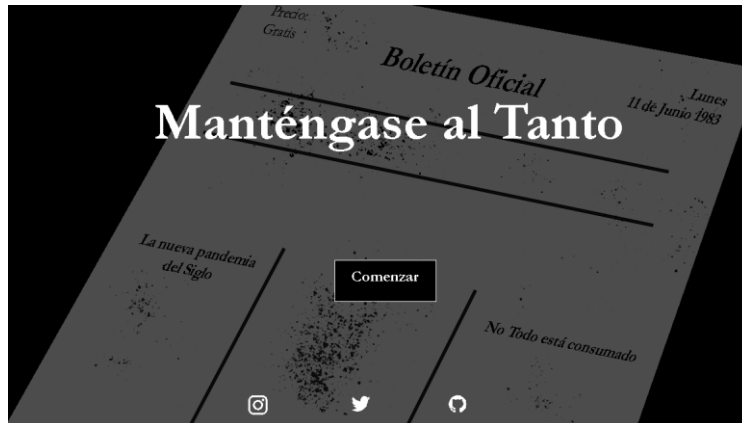 Precio:
Gratis
Boletín Oficial
Lunes
11 de Junio 1983
Manténgase al Tanto
La nueva pandemia
del Siglo
Comenzar
No Todo está consumado